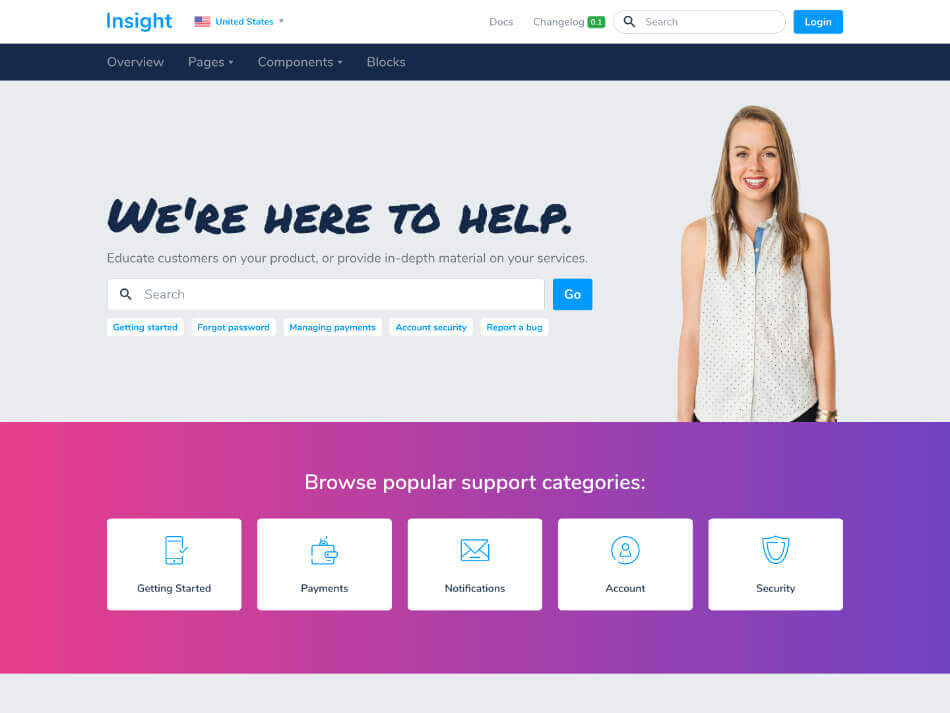 Insight
United States
Docs
Changelog 0.1
Search
Login
Overview
Pages
Components
Blocks
We're here to help.
Educate customers on your product, or provide in-depth material on your services.
Search
Go
Getting started
Forgot password
Managing payments
Account security
Report a bug
Browse popular support categories:
Getting Started
Payments
Notifications
Account
Security